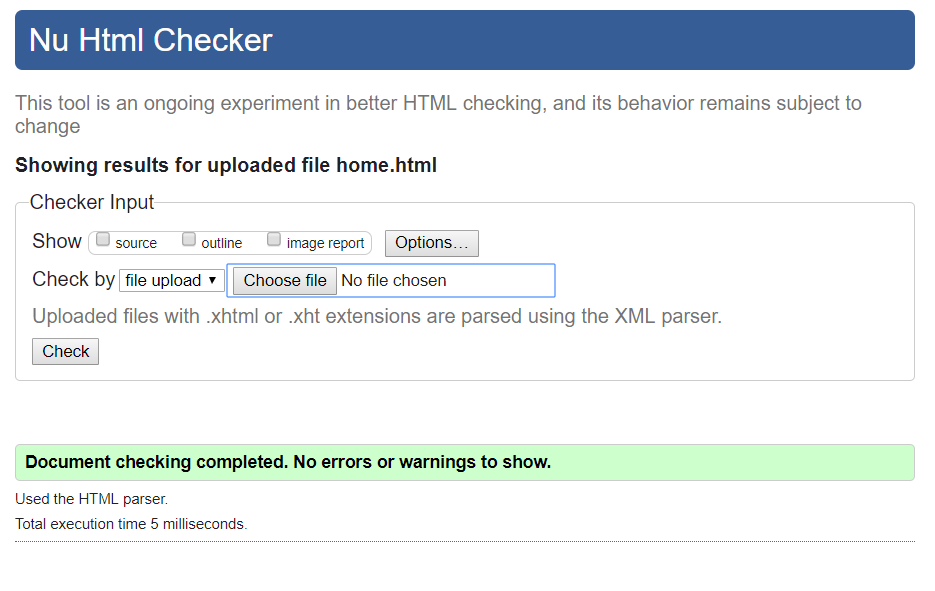 Nu Html Checker
This tool is an ongoing experiment in better HTML checking, and its behavior remains subject to
change
Showing results for uploaded file home.html
Checker Input
Show source outline image report Options...
Check by file upload ▼ Choose file No file chosen
Uploaded files with .xhtml or .xht extensions are parsed using the XML parser.
Check
Document checking completed. No errors or warnings to show.
Used the HTML parser.
Total execution time 5 milliseconds.